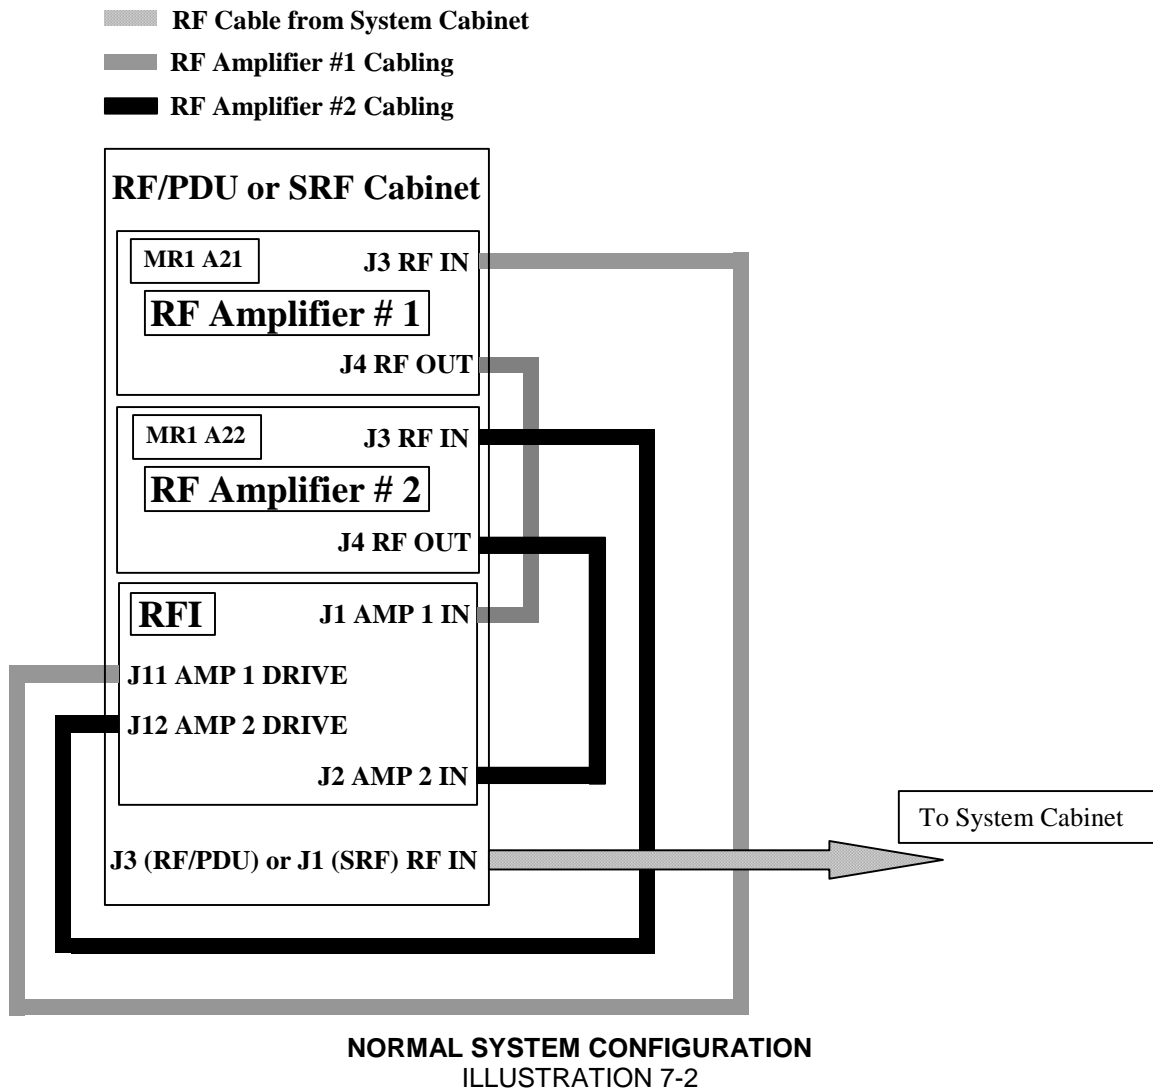 RF Cable from System Cabinet
RF Amplifier #1 Cabling
RF Amplifier #2 Cabling
RF/PDU or SRF Cabinet
MR1 A21
J3 RF IN
RF Amplifier # 1
J4 RF OUT
MR1 A22
J3 RF IN
RF Amplifier # 2
J4 RF OUT
RFI
J1 AMP 1 IN
J11 AMP 1 DRIVE
J12 AMP 2 DRIVE
J2 AMP 2 IN
To System Cabinet
J3 (RF/PDU) or J1 (SRF) RF IN
NORMAL SYSTEM CONFIGURATION
ILLUSTRATION 7-2